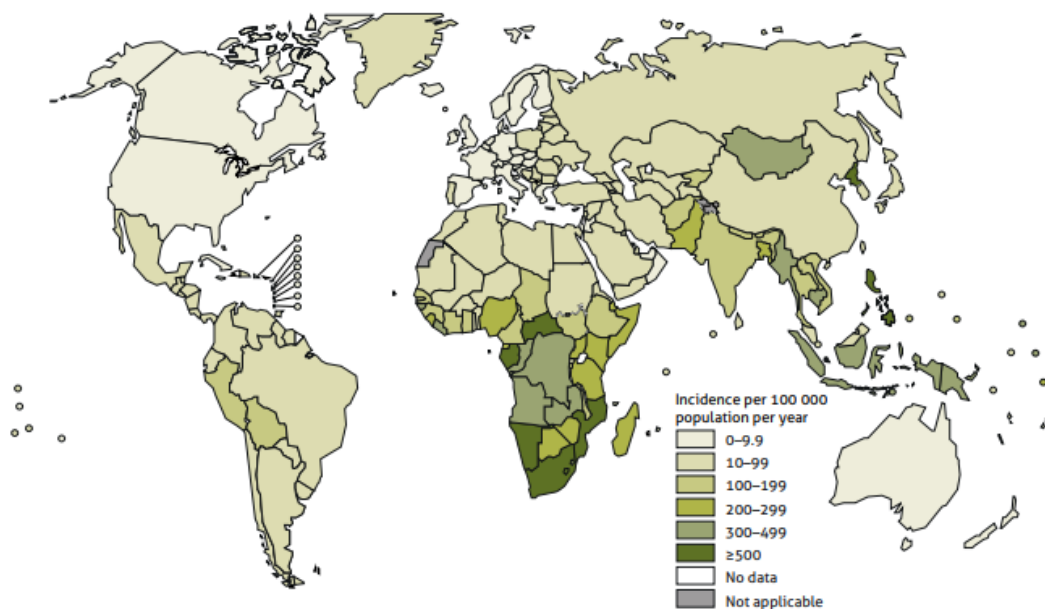 Incidence per 100 000
population per year
0–9.9
10–99
100–199
200–299
300–499
≥500
No data
Not applicable